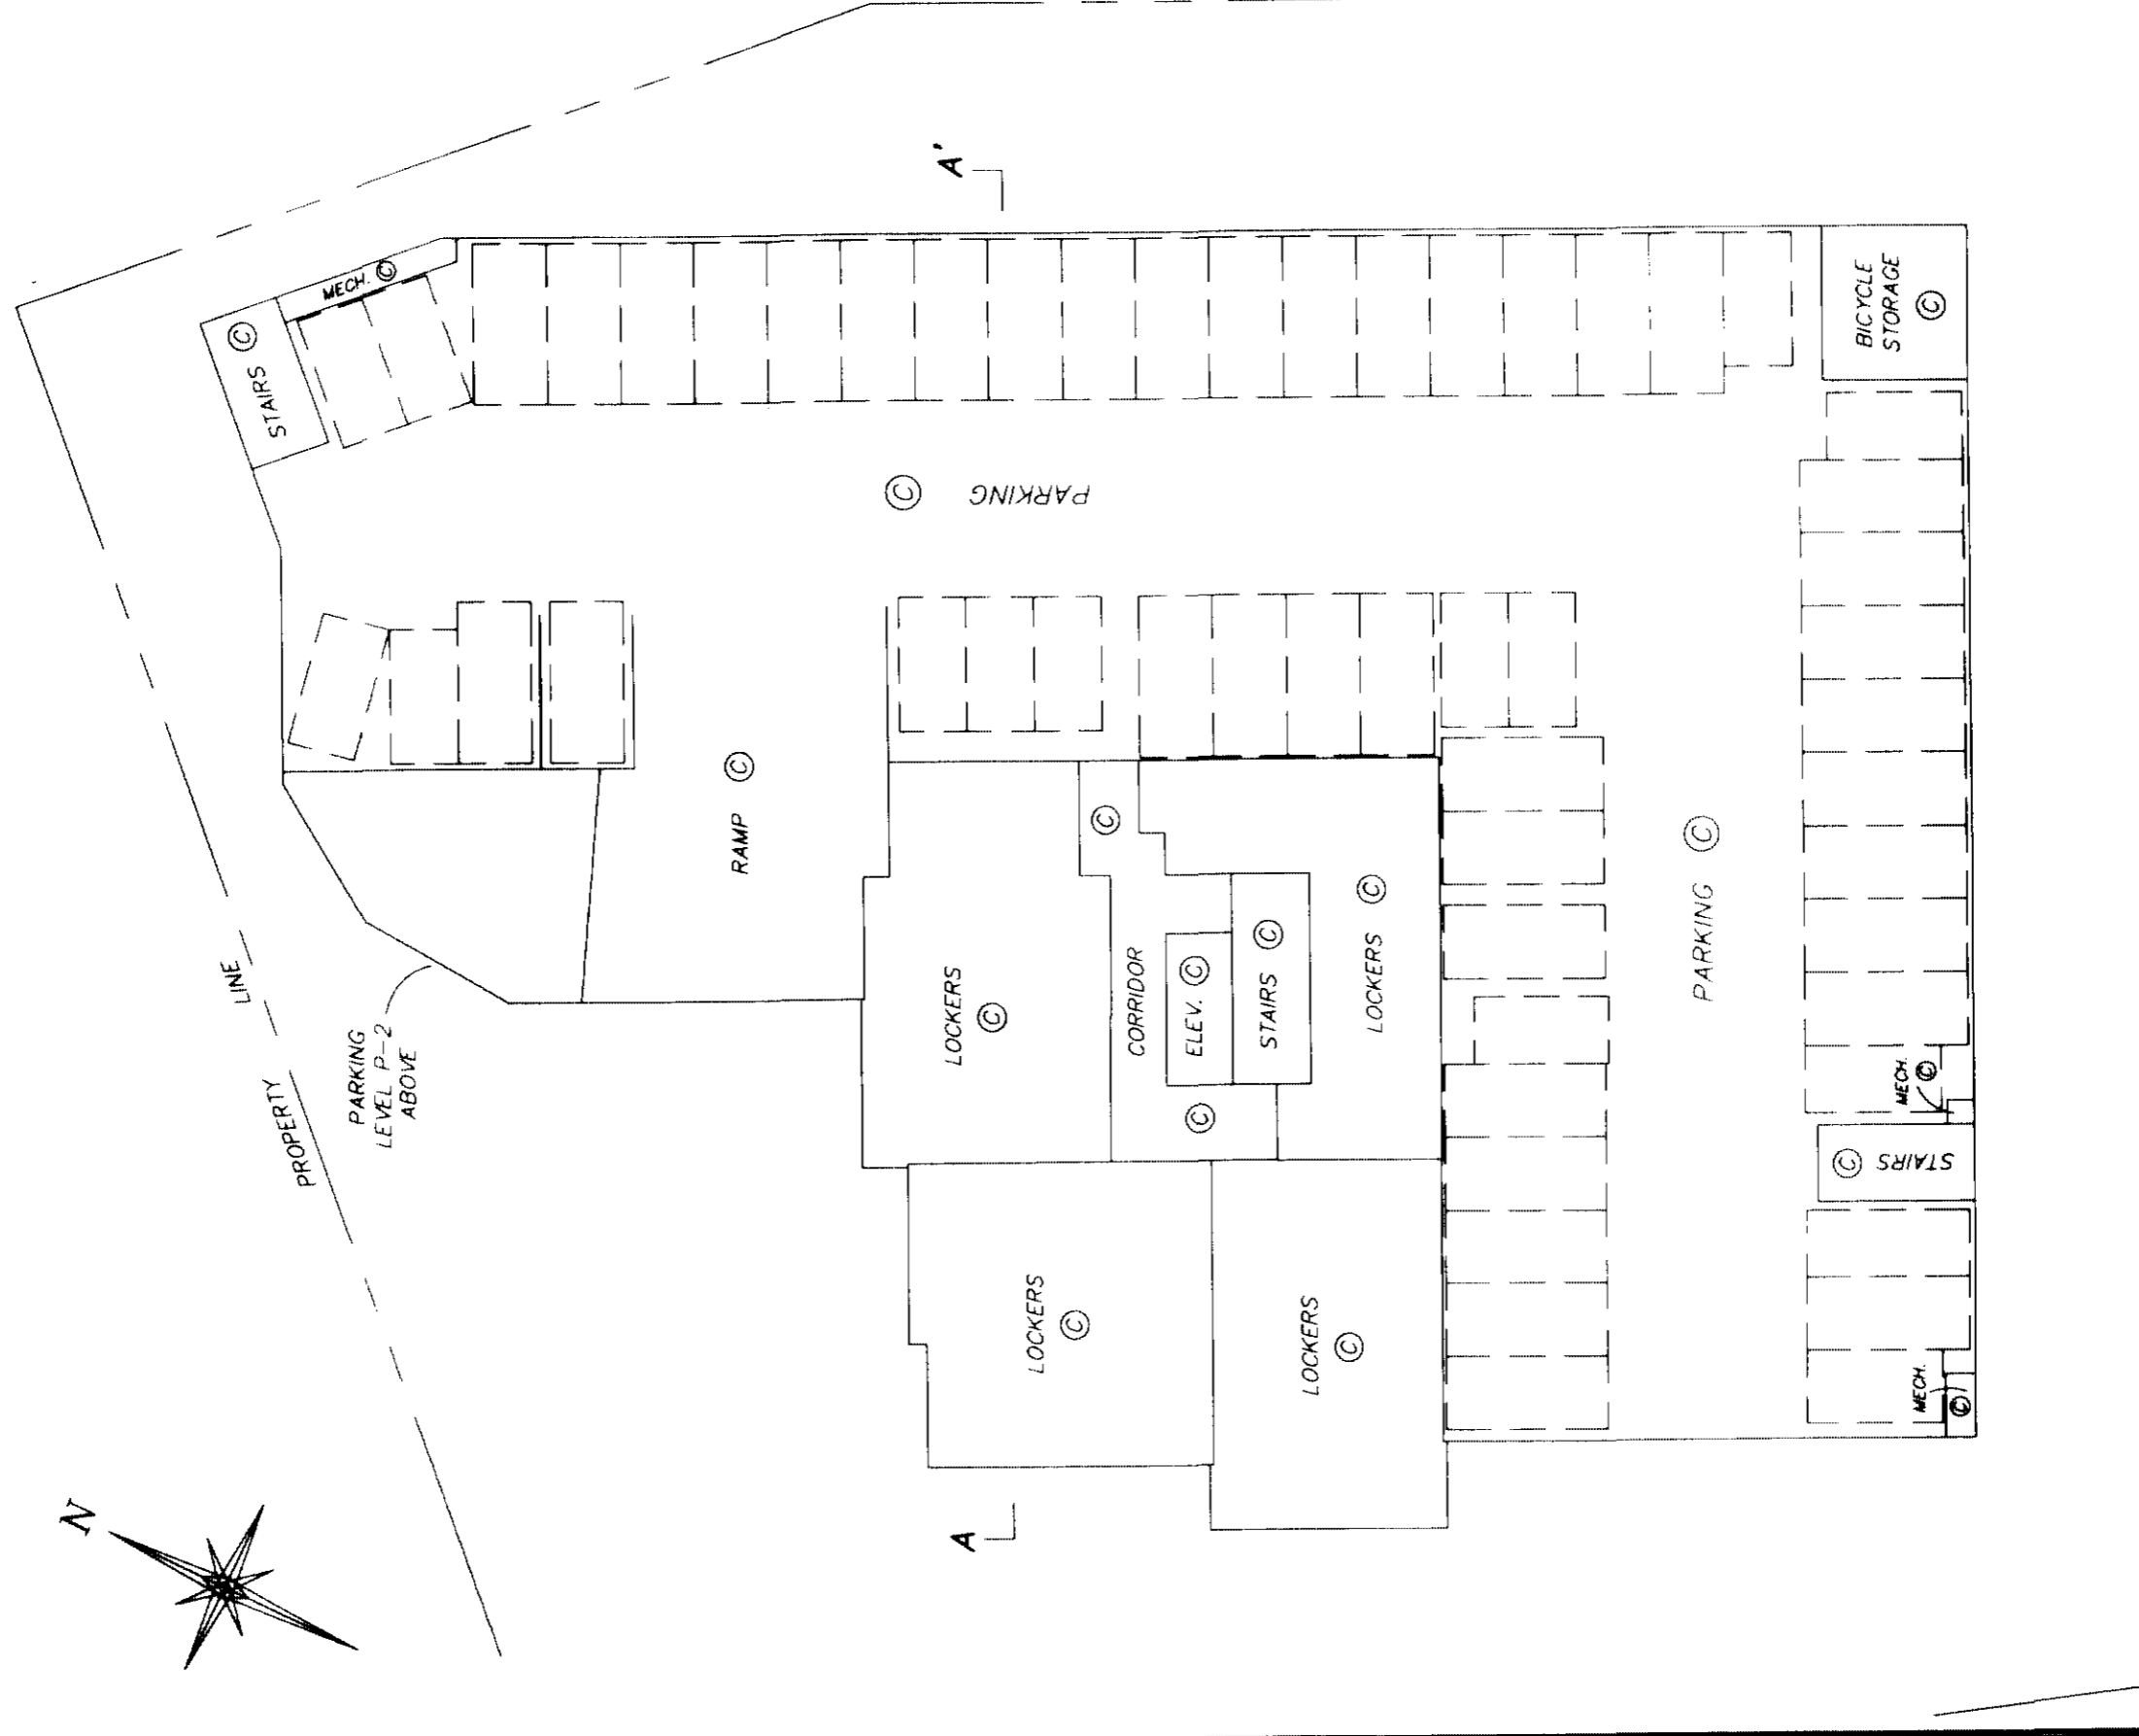 A'
MECH. ©
STAIRS ©
BICYCLE
STORAGE
©
© PARKING
RAMP ©
©
LOCKERS
©
CORRIDOR
ELEV. ©
STAIRS ©
LOCKERS ©
©
PARKING ©
PROPERTY LINE
PARKING
LEVEL P-2
ABOVE
MECH.
©
STAIRS ©
LOCKERS
©
LOCKERS
©
MECH.
©
A
N